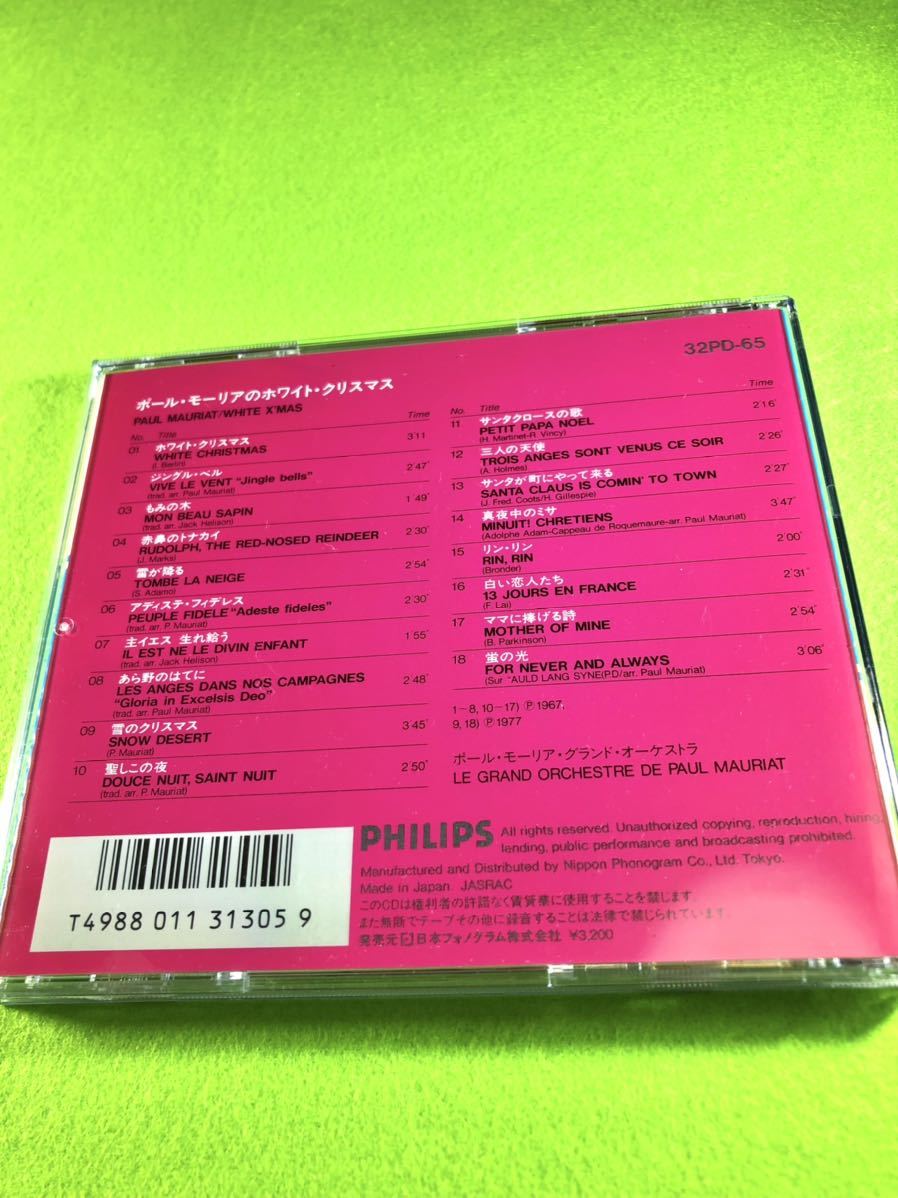 32PD-65
ポール・モーリアのホワイト・クリスマス
PAUL MAURIAT/WHITE X'MAS
No. Title Time
01 ホワイト・クリスマス
WHITE CHRISTMAS 3'11
(I. Berlin)
02 ジングル・ベル
VIVE LE VENT "Jingle bells" 2'47"
(trad. arr. Paul Mauriat)
03 もみの木
MON BEAU SAPIN 1'49"
(trad. arr. Jack Helison)
04 赤鼻のトナカイ
RUDOLPH, THE RED-NOSED REINDEER 2'30"
(J. Marks)
05 雪が降る
TOMBE LA NEIGE 2'54"
(S. Adamo)
06 アディステ・フィデレス
PEUPLE FIDELE "Adeste fideles" 2'30"
(trad. arr. P. Mauriat)
07 主イエス 生れ給う
IL EST NE LE DIVIN ENFANT 1'55"
(trad. arr. Jack Helison)
08 あら野のはてに
LES ANGES DANS NOS CAMPAGNES 2'48"
"Gloria in Excelsis Deo"
(trad. arr. Paul Mauriat)
09 雪のクリスマス
SNOW DESERT 3'45"
(P. Mauriat)
10 聖しこの夜
DOUCE NUIT, SAINT NUIT 2'50"
(trad. arr. P. Mauriat)
No. Title Time
11 サンタクロースの歌
PETIT PAPA NOEL 2'16"
(H. Martinet-R. Vincy)
12 三人の天使
TROIS ANGES SONT VENUS CE SOIR 2'26"
(A. Holmes)
13 サンタが町にやって来る
SANTA CLAUS IS COMIN' TO TOWN 2'27"
(J. Fred. Coots/H. Gillespie)
14 真夜中のミサ
MINUIT! CHRETIENS 3'47"
(Adolphe Adam-Cappeau de Roquemaure-arr. Paul Mauriat)
15 リン・リン
RIN, RIN 2'00"
(Bronder)
16 白い恋人たち
13 JOURS EN FRANCE 2'31"
(F. Lai)
17 ママに捧げる詩
MOTHER OF MINE 2'54"
(B. Parkinson)
18 蛍の光
FOR NEVER AND ALWAYS 3'06"
(Sur "AULD LANG SYNE(P.D/arr. Paul Mauriat)
1-8, 10-17) Ⓟ 1967,
9, 18) Ⓟ 1977
ポール・モーリア・グランド・オーケストラ
LE GRAND ORCHESTRE DE PAUL MAURIAT
PHILIPS
All rights reserved. Unauthorized copying, reproduction, hiring,
lending, public performance and broadcasting prohibited.
Manufactured and Distributed by Nippon Phonogram Co., Ltd. Tokyo.
Made in Japan. JASRAC
このCDは権利者の許諾なく賃貸業に使用することを禁じます。
また無断でテープその他に録音することは法律で禁じられています。
発売元 日本フォノグラム株式会社 ¥3,200
T4988 011 31305 9